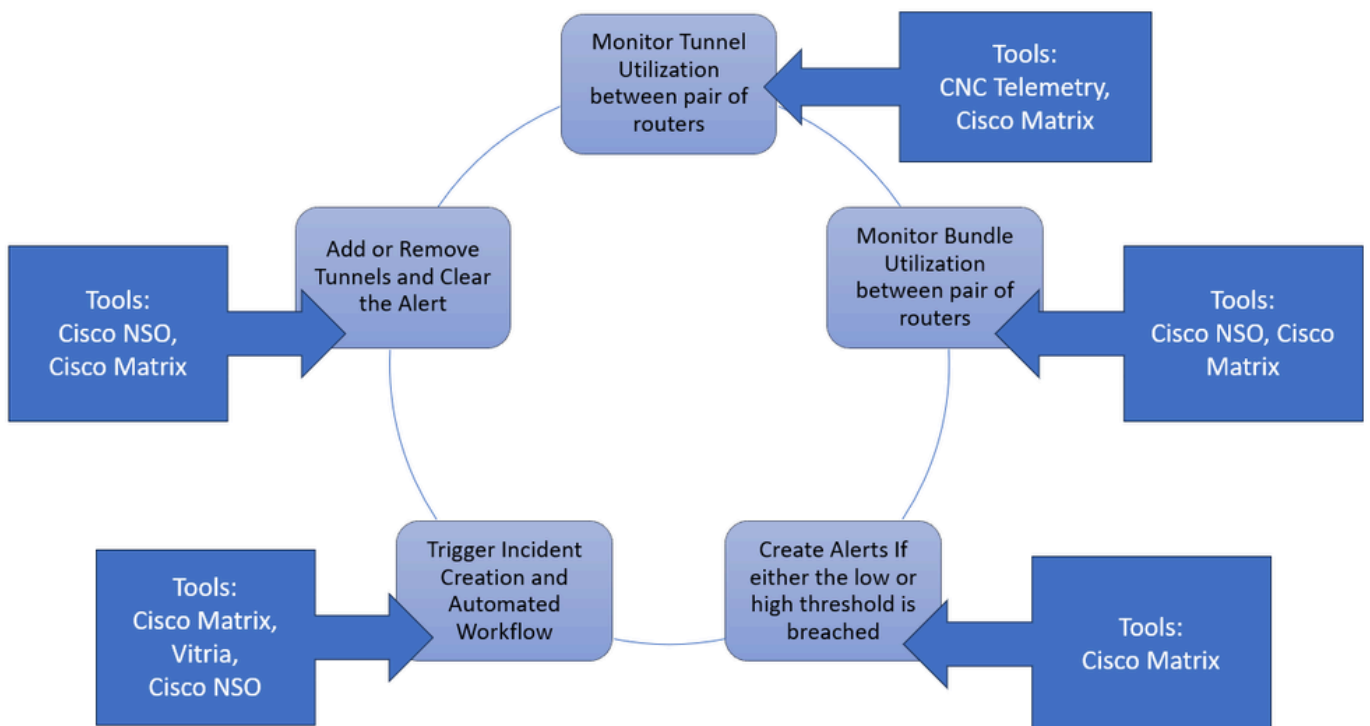 Monitor Tunnel
Utilization
between pair of
routers
Tools:
CNC Telemetry,
Cisco Matrix
Monitor Bundle
Utilization
between pair of
routers
Tools:
Cisco NSO, Cisco
Matrix
Create Alerts If
either the low or
high threshold is
breached
Tools:
Cisco Matrix
Trigger Incident
Creation and
Automated
Workflow
Tools:
Cisco Matrix,
Vitria,
Cisco NSO
Add or Remove
Tunnels and Clear
the Alert
Tools:
Cisco NSO,
Cisco Matrix